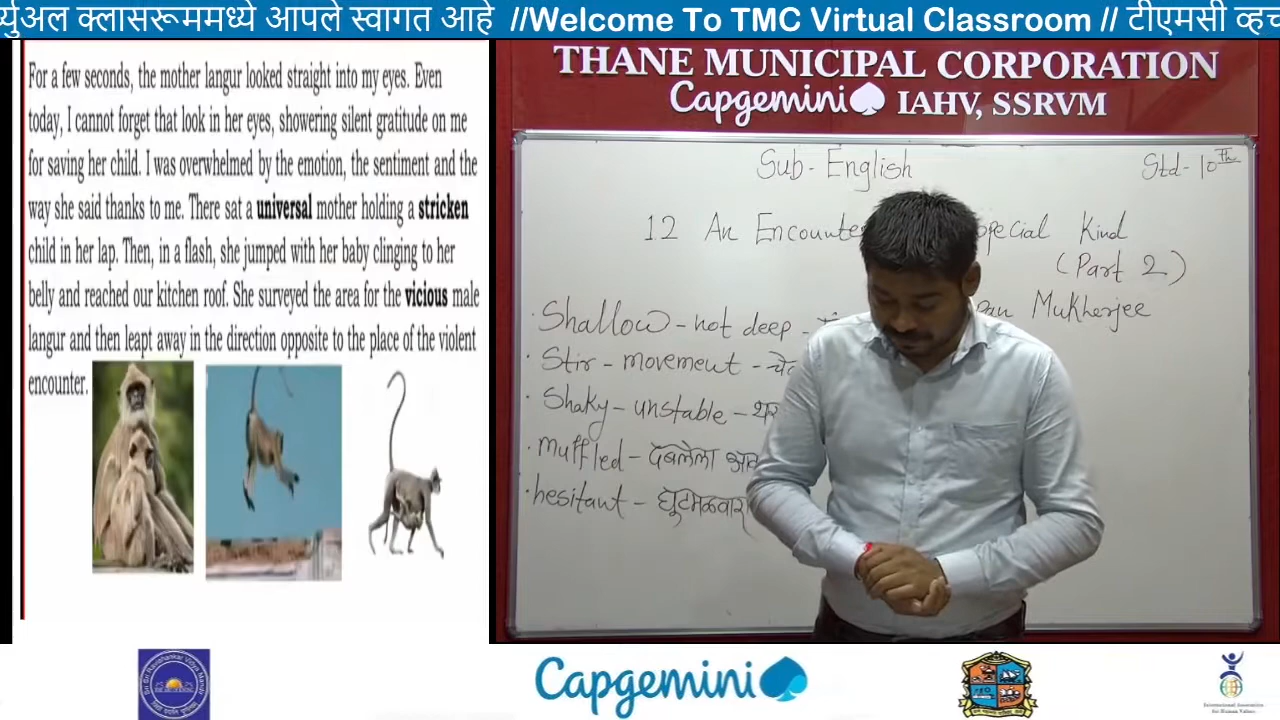 र्च्युअल क्लासरूममध्ये आपले स्वागत आहे //Welcome To TMC Virtual Classroom // टीएमसी
For a few seconds, the mother langur looked straight into my eyes. Even
today, I cannot forget that look in her eyes, showering silent gratitude on me
for saving her child. I was overwhelmed by the emotion, the sentiment and the
way she said thanks to me. There sat a universal mother holding a stricken
child in her lap. Then, in a flash, she jumped with her baby clinging to her
belly and reached our kitchen roof. She surveyed the area for the vicious male
langur and then leapt away in the direction opposite to the place of the violent
encounter.
THANE MUNICIPAL CORPORATION
Capgemini IAHV, SSRVM
Sub - English
Std - 10th
12 An Encounter Special Kind
(Part 2)
Mukherjee
· Shallow - not deep -
· Stir - movement -
· Shaky - unstable -
· muffled - दबलेला
· hesitant -
Capgemini
International Association
for Human Values